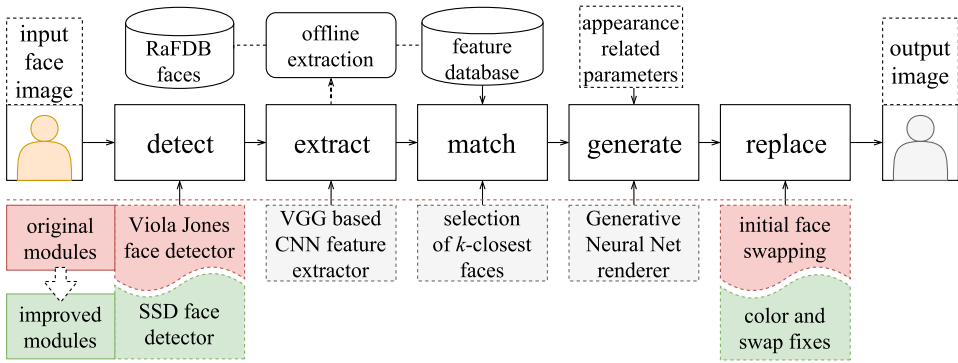 input
face
image
RaFDB
faces
offline
extraction
feature
database
appearance
related
parameters
output
image
detect
extract
match
generate
replace
original
modules
Viola Jones
face detector
VGG based
CNN feature
extractor
selection
of k-closest
faces
Generative
Neural Net
renderer
initial face
swapping
improved
modules
SSD face
detector
color and
swap fixes